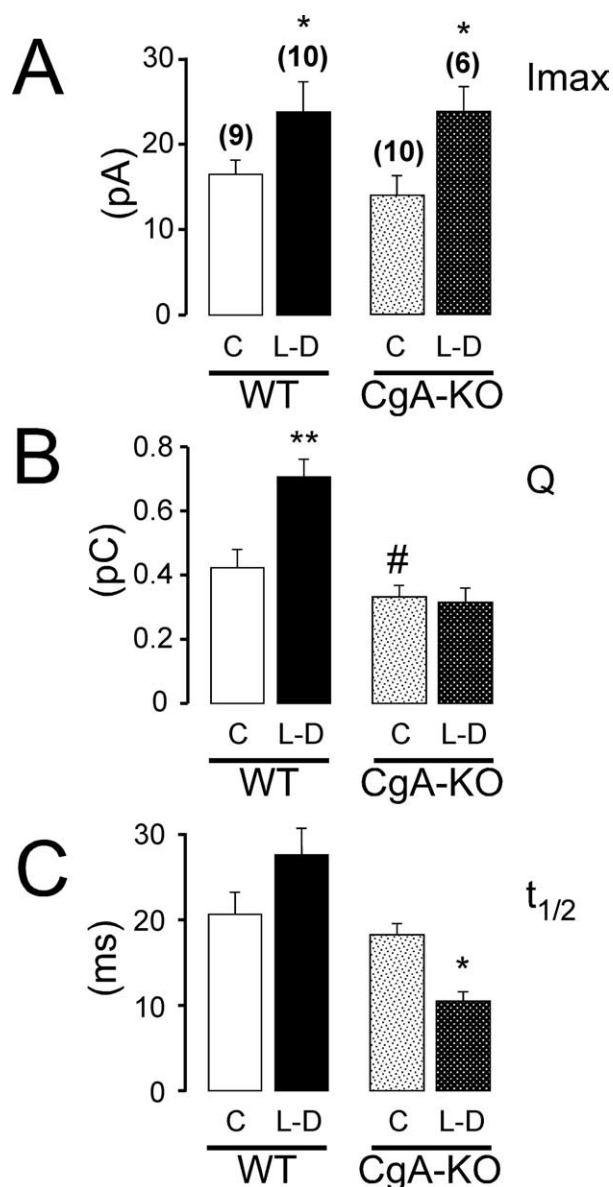 A
Imax
(pA)
30
20
10
0
(9)
*
(10)
(10)
*
(6)
C L-D C L-D
WT CgA-KO
B
Q
(pC)
0.8
0.6
0.4
0.2
0
**
#
C L-D C L-D
WT CgA-KO
C
t1/2
(ms)
30
20
10
0
*
C L-D C L-D
WT CgA-KO